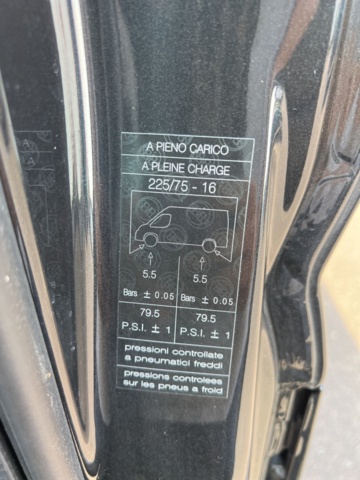 A PIENO CARICO
A PLEINE CHARGE
225/75 - 16
5.5 5.5
Bars ± 0.05 Bars ± 0.05
79.5 79.5
P.S.I. ± 1 P.S.I. ± 1
pressioni controllate
a pneumatici freddi
pressions controlees
sur les pneus a froid